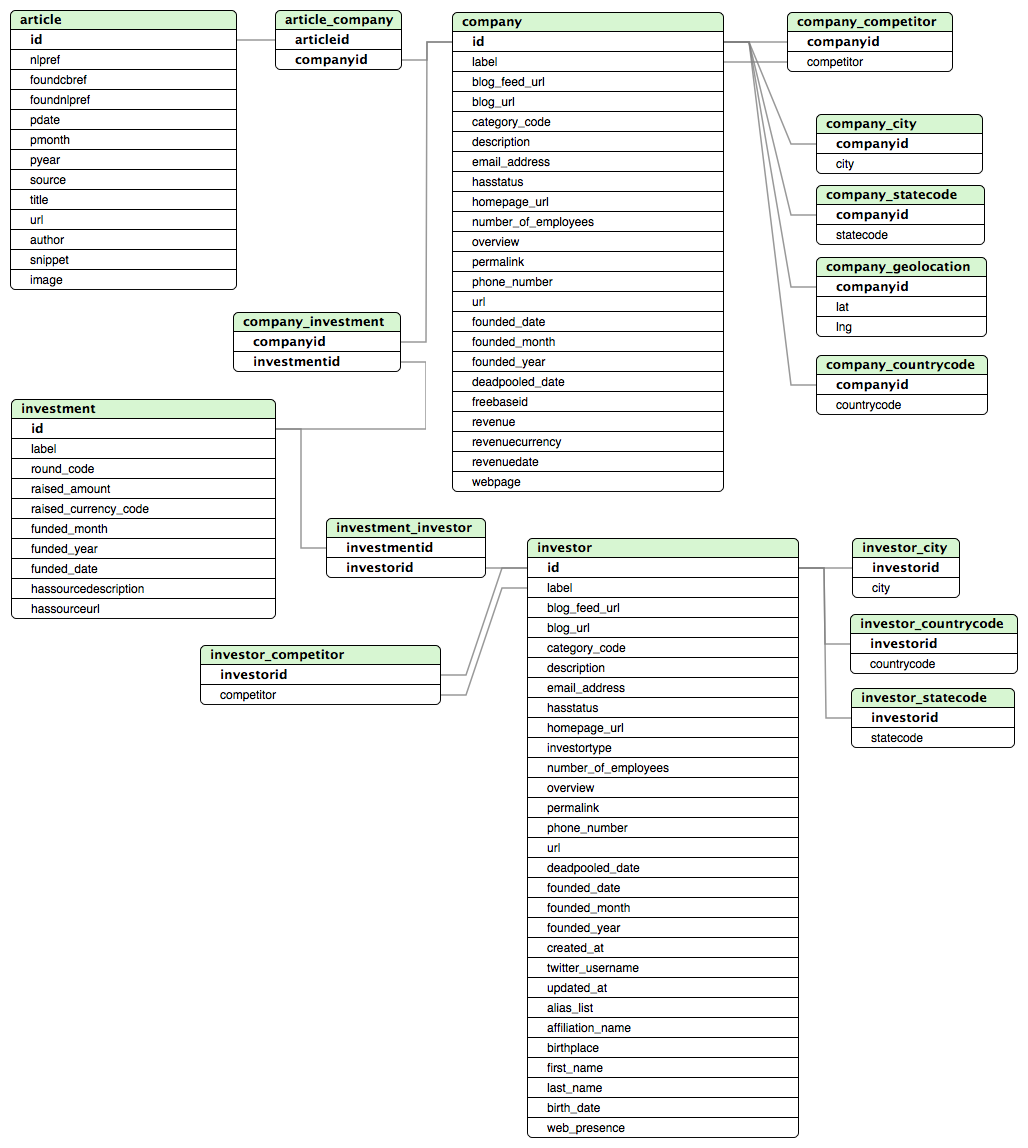 article
id
nlpref
foundcbref
foundnlpref
pdate
pmonth
pyear
source
title
url
author
snippet
image
article_company
articleid
companyid
company
id
label
blog_feed_url
blog_url
category_code
description
email_address
hasstatus
homepage_url
number_of_employees
overview
permalink
phone_number
url
founded_date
founded_month
founded_year
deadpooled_date
freebaseid
revenue
revenuecurrency
revenuedate
webpage
company_competitor
companyid
competitor
company_city
companyid
city
company_statecode
companyid
statecode
company_geolocation
companyid
lat
lng
company_countrycode
companyid
countrycode
company_investment
companyid
investmentid
investment
id
label
round_code
raised_amount
raised_currency_code
funded_month
funded_year
funded_date
hassourcedescription
hassourceurl
investment_investor
investmentid
investorid
investor_competitor
investorid
competitor
investor
id
label
blog_feed_url
blog_url
category_code
description
email_address
hasstatus
homepage_url
investortype
number_of_employees
overview
permalink
phone_number
url
deadpooled_date
founded_date
founded_month
founded_year
created_at
twitter_username
updated_at
alias_list
affiliation_name
birthplace
first_name
last_name
birth_date
web_presence
investor_city
investorid
city
investor_countrycode
investorid
countrycode
investor_statecode
investorid
statecode